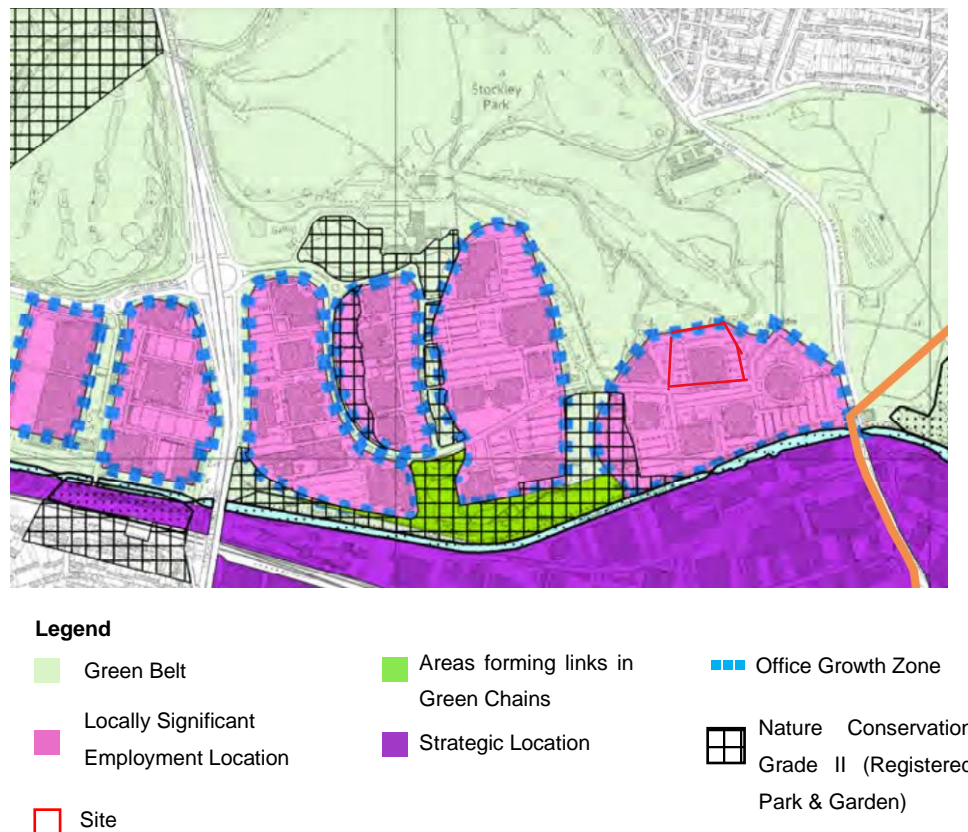 Stockley
Park
Legend
Green Belt
Locally Significant
Employment Location
Site
Areas forming links in
Green Chains
Strategic Location
Office Growth Zone
Nature Conservation
Grade II (Registered
Park & Garden)